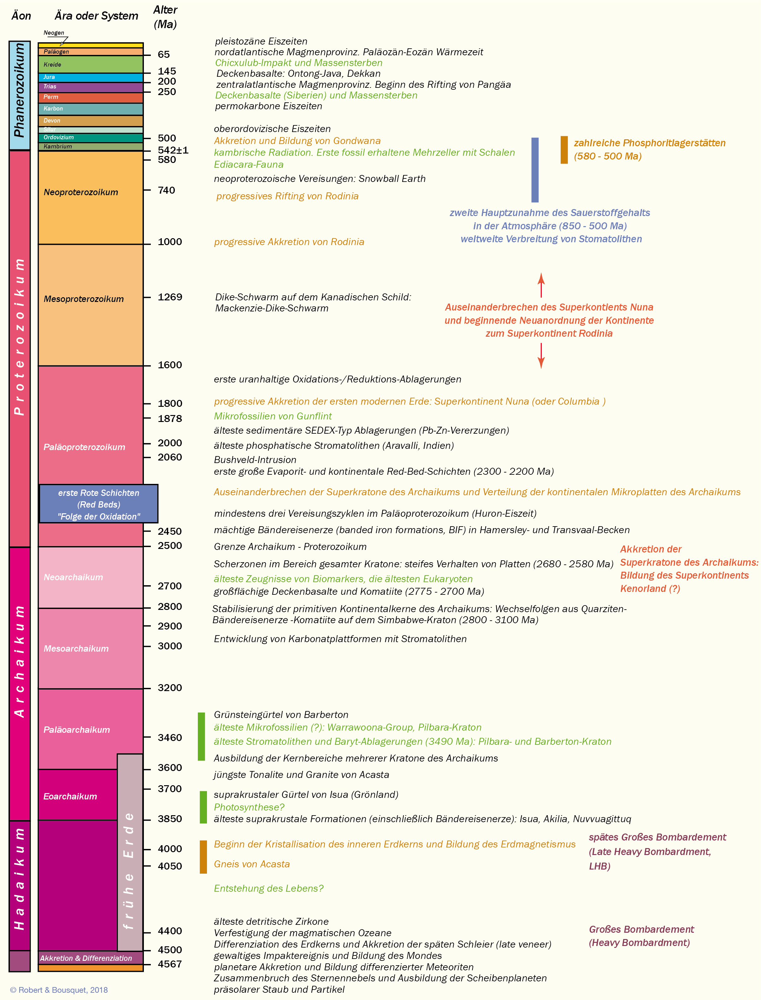 Äon
Ära oder System
Alter
(Ma)
Neogen
Phanerozoikum
Paläogen
Kreide
Jura
Trias
Perm
Karbon
Devon
Silur
Ordovizium
Kambrium
65
145
200
250
500
542±1
580
pleistozäne Eiszeiten
nordatlantische Magmenprovinz. Paläozän-Eozän Wärmezeit
Chicxulub-Impakt und Massensterben
Deckenbasalte: Ontong-Java, Dekkan
zentralatlantische Magmenprovinz. Beginn des Rifting von Pangäa
Deckenbasalte (Siberien) und Massensterben
permokarbone Eiszeiten
oberordovizische Eiszeiten
Akkretion und Bildung von Gondwana
kambrische Radiation. Erste fossil erhaltene Mehrzeller mit Schalen
Ediacara-Fauna
zahlreiche Phosphoritlagerstätten
(580 - 500 Ma)
Proterozoikum
Neoproterozoikum
740
1000
neoproterozoische Vereisungen: Snowball Earth
progressives Rifting von Rodinia
progressive Akkretion von Rodinia
zweite Hauptzunahme des Sauerstoffgehalts
in der Atmosphäre (850 - 500 Ma)
weltweite Verbreitung von Stomatolithen
Mesoproterozoikum
1269
1600
Dike-Schwarm auf dem Kanadischen Schild:
Mackenzie-Dike-Schwarm
Auseinanderbrechen des Superkontients Nuna
und beginnende Neuanordnung der Kontinente
zum Superkontinent Rodinia
Paläoproterozoikum
1800
1878
2000
2060
erste uranhaltige Oxidations-/Reduktions-Ablagerungen
progressive Akkretion der ersten modernen Erde: Superkontinent Nuna (oder Columbia )
Mikrofossilien von Gunflint
älteste sedimentäre SEDEX-Typ Ablagerungen (Pb-Zn-Vererzungen)
älteste phosphatische Stromatolithen (Aravalli, Indien)
Bushveld-Intrusion
erste große Evaporit- und kontinentale Red-Bed-Schichten (2300 - 2200 Ma)
erste Rote Schichten
(Red Beds)
"Folge der Oxidation"
2450
2500
Auseinanderbrechen der Superkratone des Archaikums und Verteilung der kontinentalen Mikroplatten des Archaikums
mindestens drei Vereisungszyklen im Paläoproterozoikum (Huron-Eiszeit)
mächtige Bändereisenerze (banded iron formations, BIF) in Hamersley- und Transvaal-Becken
Grenze Archaikum - Proterozoikum
Archaikum
Neoarchaikum
2700
2800
Scherzonen im Bereich gesamter Kratone: steifes Verhalten von Platten (2680 - 2580 Ma)
älteste Zeugnisse von Biomarkers, die ältesten Eukaryoten
großflächige Deckenbasalte und Komatiite (2775 - 2700 Ma)
Akkretion der
Superkratone des Archaikums:
Bildung des Superkontinents
Kenorland (?)
Mesoarchaikum
2900
3000
3200
Stabilisierung der primitiven Kontinentalkerne des Archaikums: Wechselfolgen aus Quarziten-
Bändereisenerze -Komatiite auf dem Simbabwe-Kraton (2800 - 3100 Ma)
Entwicklung von Karbonatplattformen mit Stromatolithen
Paläoarchaikum
3460
3600
Grünsteingürtel von Barberton
älteste Mikrofossilien (?): Warrawoona-Group, Pilbara-Kraton
älteste Stromatolithen und Baryt-Ablagerungen (3490 Ma): Pilbara- und Barberton-Kraton
Ausbildung der Kernbereiche mehrerer Kratone des Archaikums
jüngste Tonalite und Granite von Acasta
Eoarchaikum
3700
3850
suprakrustaler Gürtel von Isua (Grönland)
Photosynthese?
älteste suprakrustale Formationen (einschließlich Bändereisenerze): Isua, Akilia, Nuvvuagittuq
Hadaikum
frühe Erde
4000
4050
4400
4500
Beginn der Kristallisation des inneren Erdkerns und Bildung des Erdmagnetismus
Gneis von Acasta
Entstehung des Lebens?
spätes Großes Bombardement
(Late Heavy Bombardment,
LHB)
älteste detritische Zirkone
Verfestigung der magmatischen Ozeane
Differenziation des Erdkerns und Akkretion der späten Schleier (late veneer)
Großes Bombardement
(Heavy Bombardment)
Akkretion & Differenziation
4567
gewaltiges Impaktereignis und Bildung des Mondes
planetare Akkretion und Bildung differenzierter Meteoriten
Zusammenbruch des Sternennebels und Ausbildung der Scheibenplaneten
präsolarer Staub und Partikel
© Robert & Bousquet, 2018